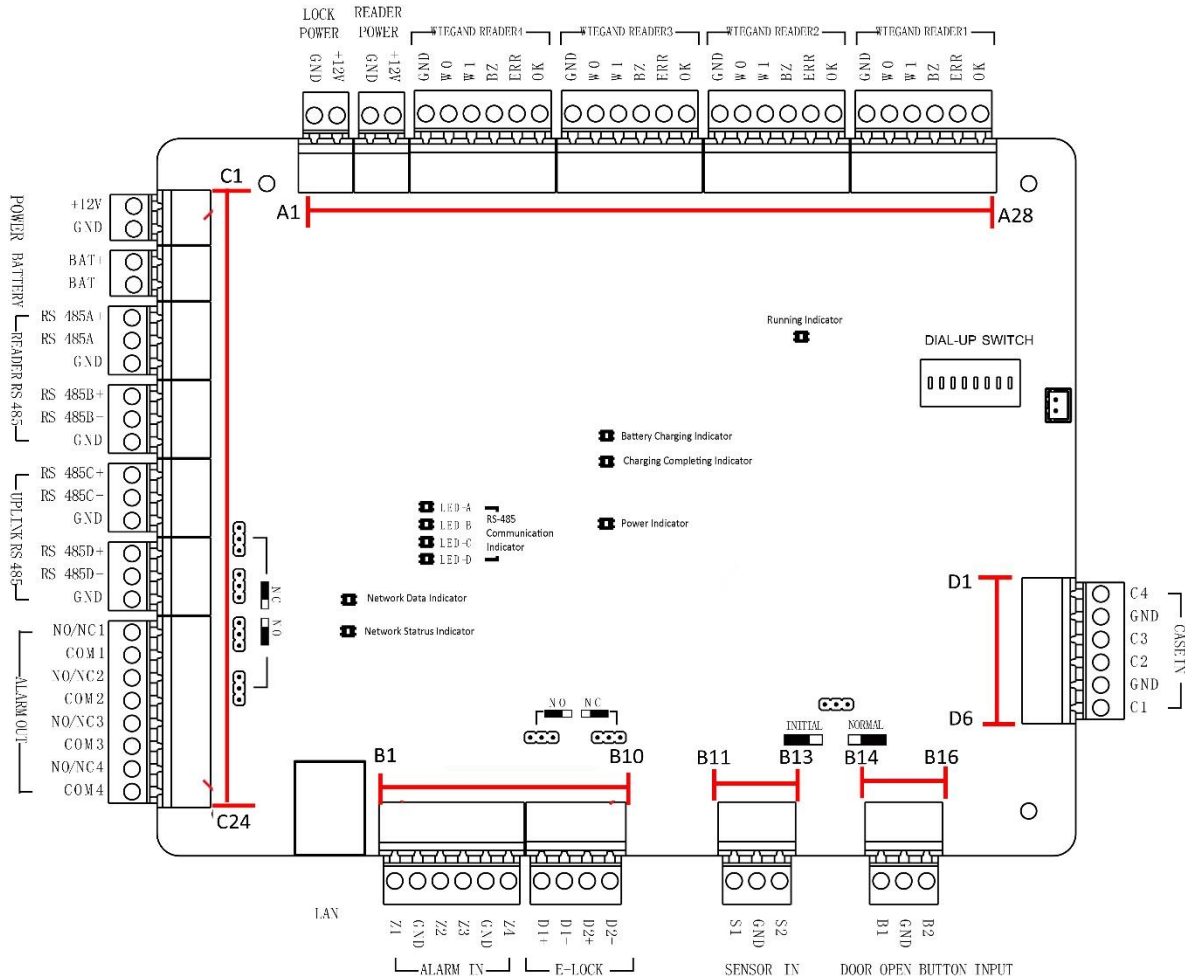 LOCK POWER
READER POWER
WIEGAND READER4
WIEGAND READER3
WIEGAND READER2
WIEGAND READER1
GND
+12V
GND
+12V
GND
W0
W1
BZ
ERR
OK
GND
W0
W1
BZ
ERR
OK
GND
W0
W1
BZ
ERR
OK
GND
W0
W1
BZ
ERR
OK
C1
A1
A28
POWER
+12V
GND
BATTERY
BAT+
BAT
READER RS 485
RS 485A+
RS 485A
GND
RS 485B+
RS 485B-
GND
UPLINK RS 485
RS 485C+
RS 485C-
GND
RS 485D+
RS 485D-
GND
ALARM OUT
NO/NC1
COM1
NO/NC2
COM2
NO/NC3
COM3
NO/NC4
COM4
C24
NC
NO
Running Indicator
DIAL-UP SWITCH
Battery Charging Indicator
Charging Completing Indicator
Power Indicator
LED-A
LED B
LED-C
LED-D
RS-485
Communication
Indicator
Network Data Indicator
Network Statrus Indicator
D1
D6
C4
GND
C3
C2
GND
C1
CASE IN
NO
NC
INITIAL
NORMAL
B1
B10
B11
B13
B14
B16
LAN
Z1
GND
Z2
Z3
GND
Z4
ALARM IN
D1+
D1-
D2+
D2-
E-LOCK
S1
GND
S2
SENSOR IN
B1
GND
B2
DOOR OPEN BUTTON INPUT